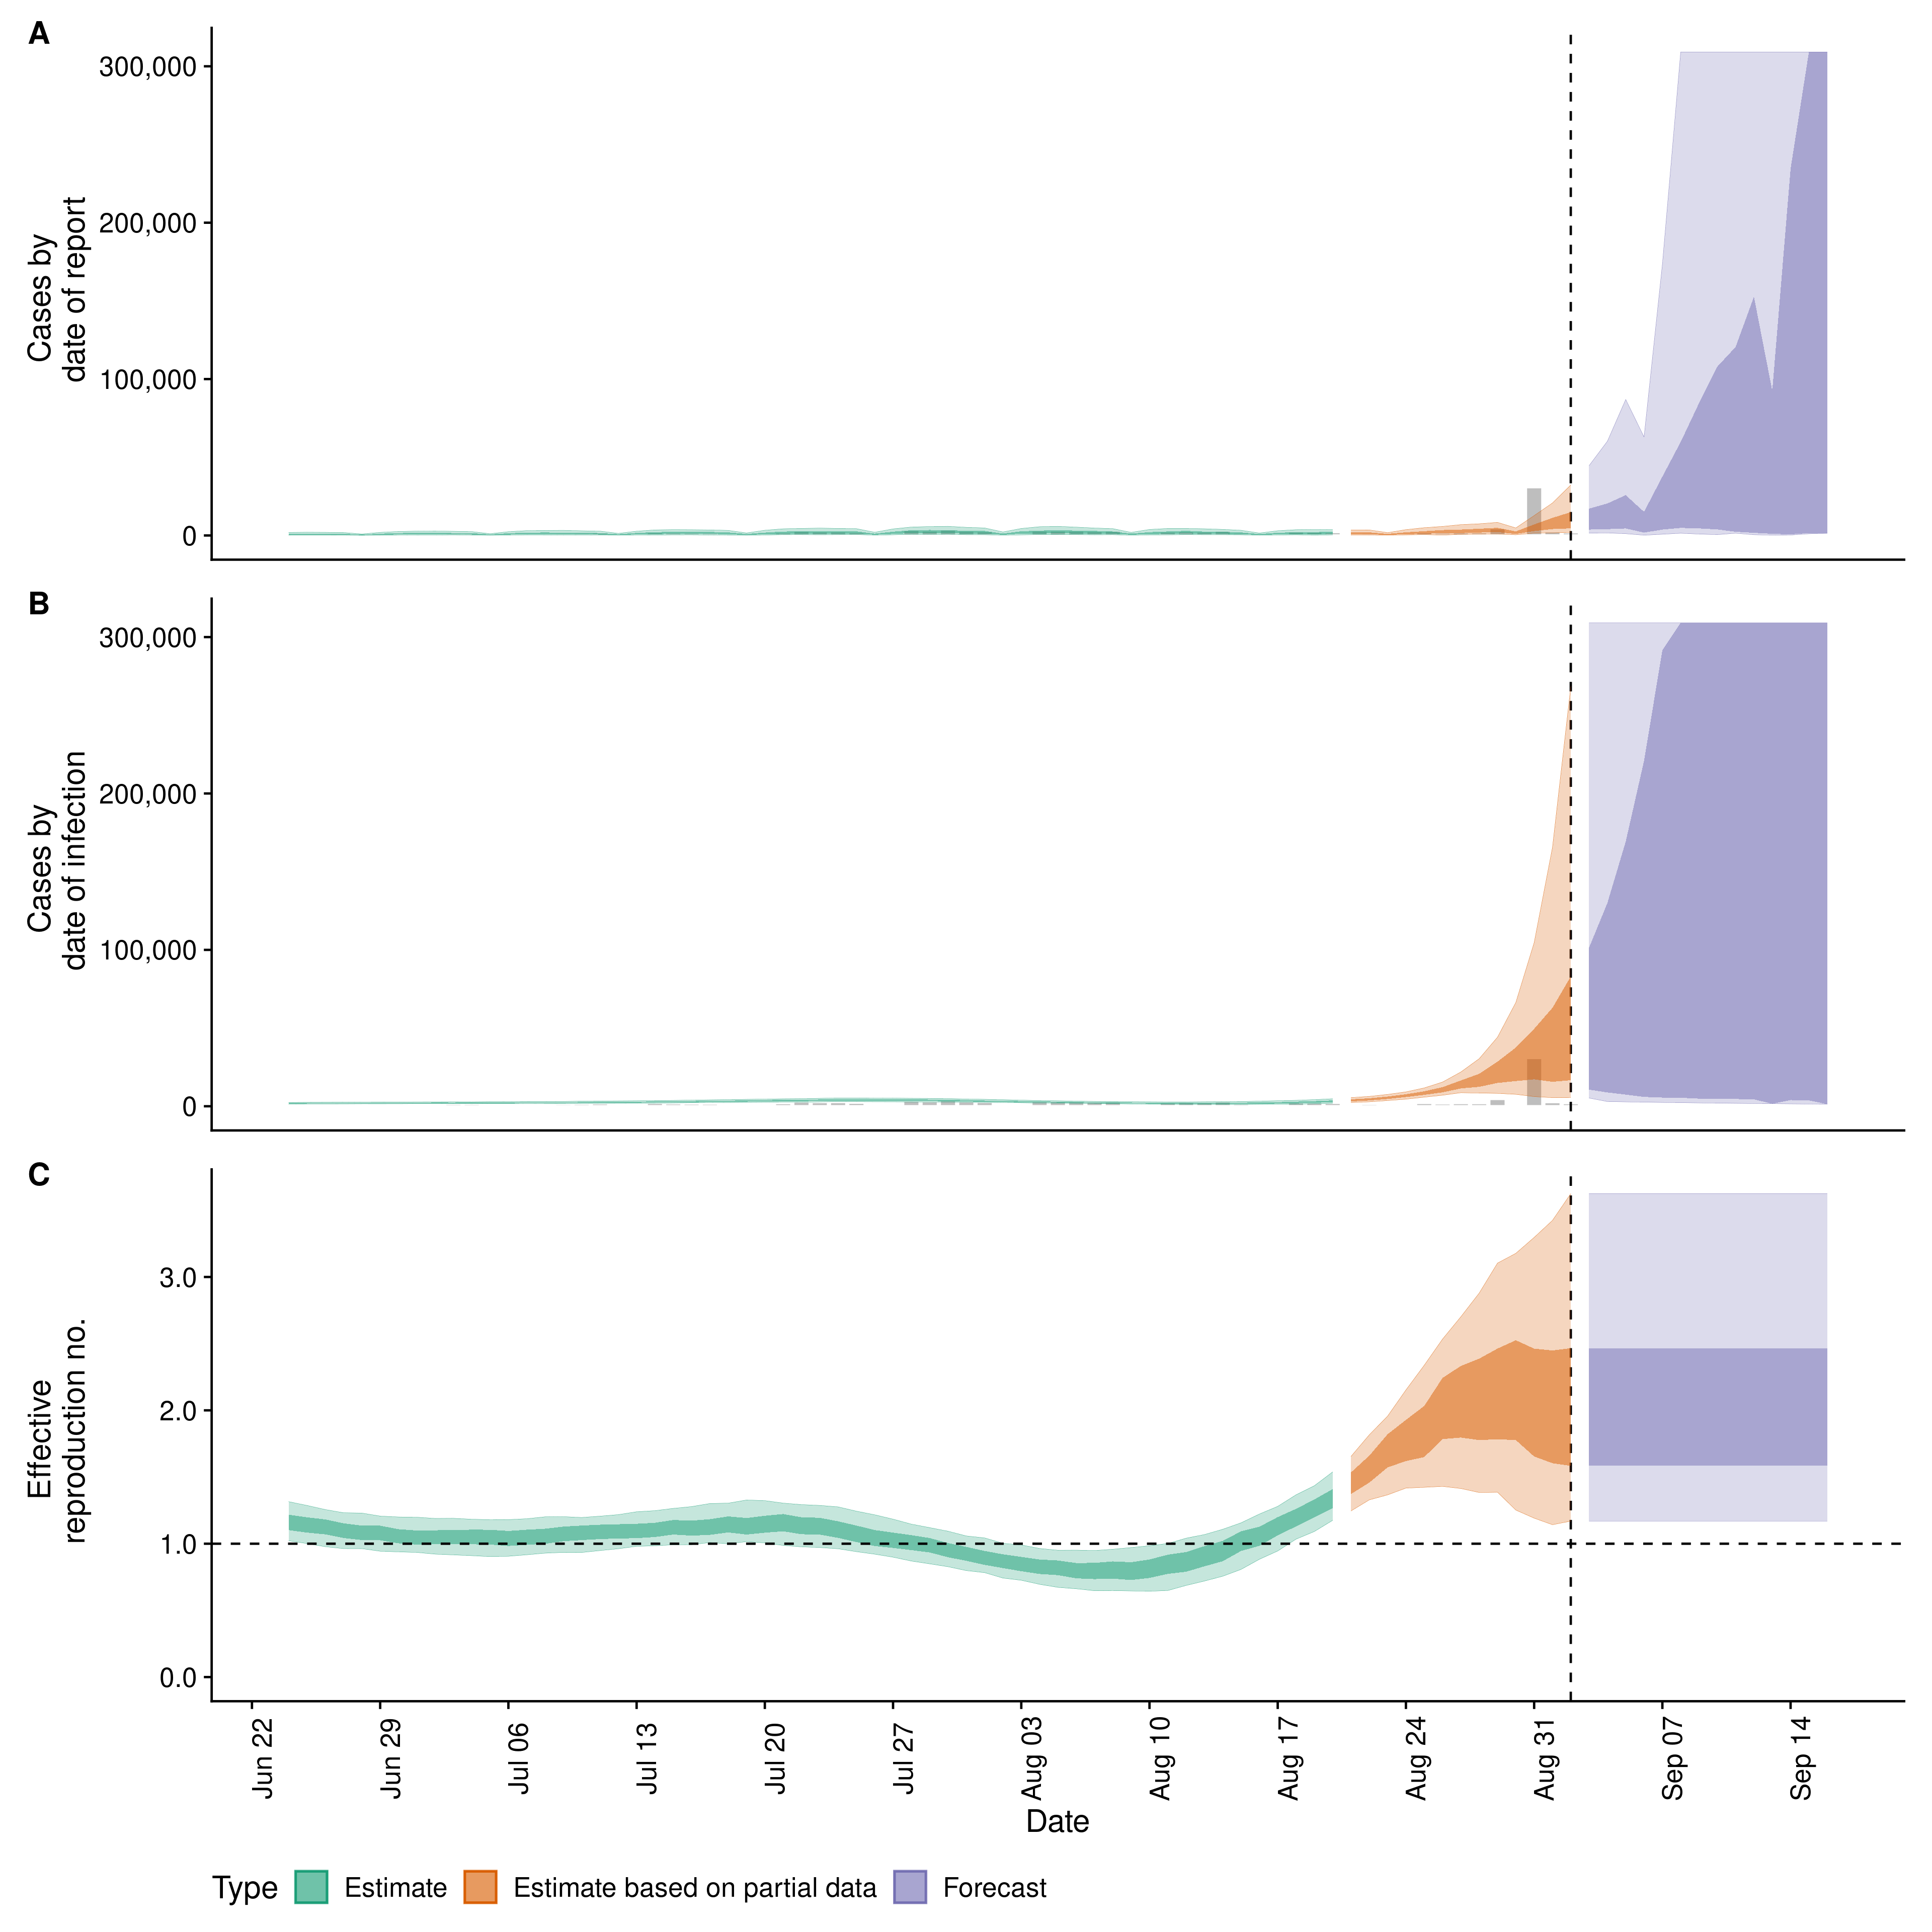 A
Cases by
date of report
300,000
200,000
100,000
0
B
Cases by
date of infection
300,000
200,000
100,000
0
C
Effective
reproduction no.
3.0
2.0
1.0
0.0
Jun 22
Jun 29
Jul 06
Jul 13
Jul 20
Jul 27
Aug 03
Aug 10
Aug 17
Aug 24
Aug 31
Sep 07
Sep 14
Date
Type Estimate Estimate based on partial data Forecast